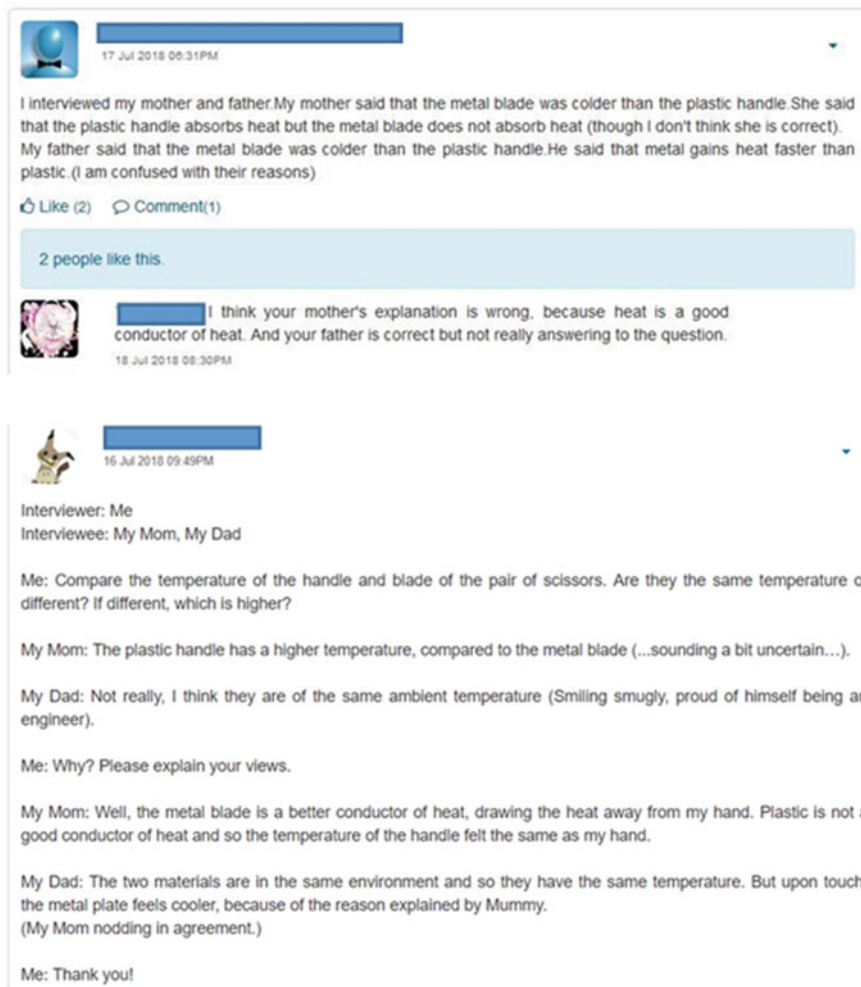 17 Jul 2018 06:31PM
I interviewed my mother and father.My mother said that the metal blade was colder than the plastic handle.She said
that the plastic handle absorbs heat but the metal blade does not absorb heat (though I don't think she is correct).
My father said that the metal blade was colder than the plastic handle.He said that metal gains heat faster than
plastic.(I am confused with their reasons)
Like (2) Comment(1)
2 people like this.
I think your mother's explanation is wrong, because heat is a good
conductor of heat. And your father is correct but not really answering to the question.
18 Jul 2018 08:30PM
16 Jul 2018 09:49PM
Interviewer: Me
Interviewee: My Mom, My Dad
Me: Compare the temperature of the handle and blade of the pair of scissors. Are they the same temperature o
different? If different, which is higher?
My Mom: The plastic handle has a higher temperature, compared to the metal blade (...sounding a bit uncertain...).
My Dad: Not really, I think they are of the same ambient temperature (Smiling smugly, proud of himself being a
engineer).
Me: Why? Please explain your views.
My Mom: Well, the metal blade is a better conductor of heat, drawing the heat away from my hand. Plastic is not a
good conductor of heat and so the temperature of the handle felt the same as my hand.
My Dad: The two materials are in the same environment and so they have the same temperature. But upon touch
the metal plate feels cooler, because of the reason explained by Mummy.
(My Mom nodding in agreement.)
Me: Thank you!